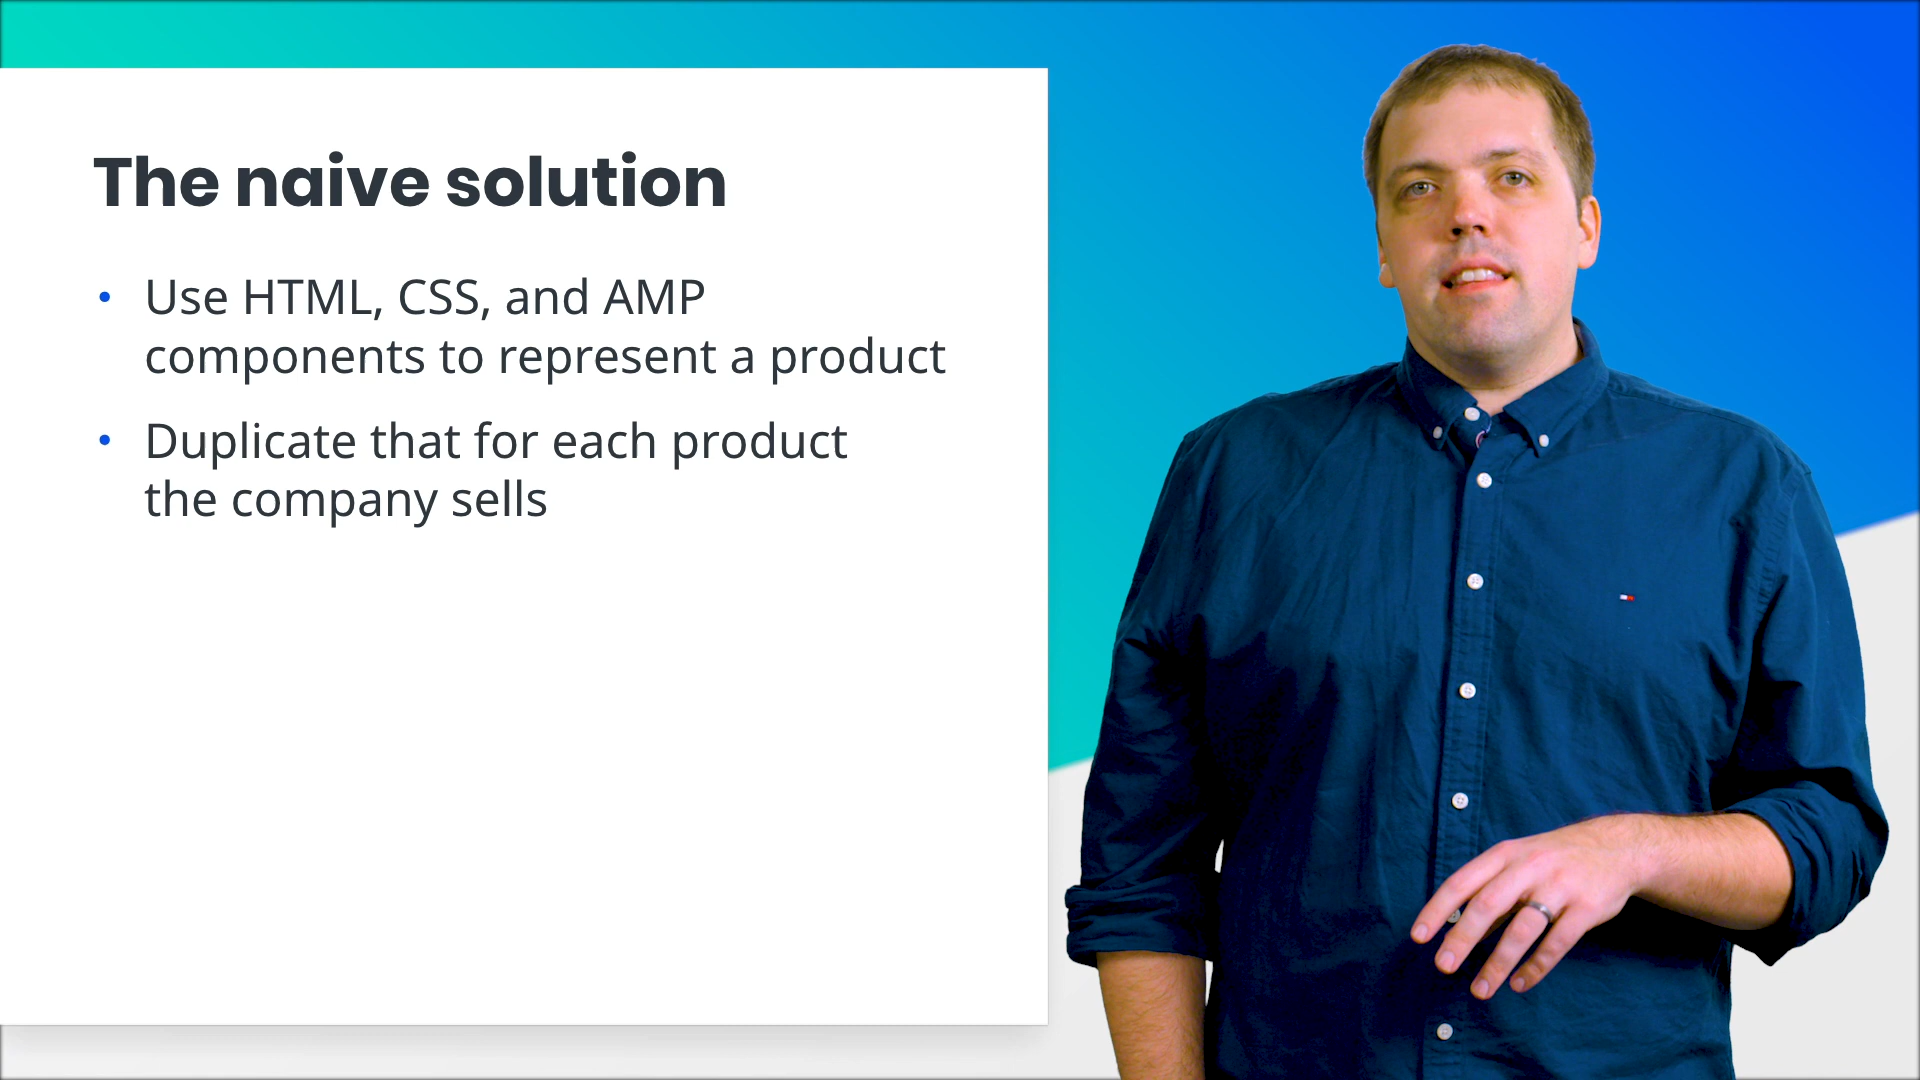 The naive solution
• Use HTML, CSS, and AMP
components to represent a product
• Duplicate that for each product
the company sells